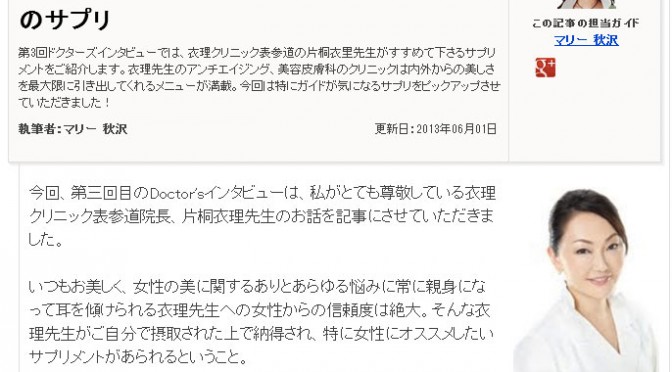 のサプリ
第3回ドクターズインタビューでは、衣理クリニック表参道の片桐衣里先生がすすめて下さるサプリ
メントをご紹介します。衣理先生のアンチエイジング、美容皮膚科のクリニックは内外からの美しさ
を最大限に引き出してくれるメニューが満載。今回は特にガイドが気になるサプリをピックアップさせ
ていただきました！
執筆者：マリー 秋沢
更新日：2013年06月01日
この記事の担当ガイド
マリー 秋沢
g+
今回、第三回目のDoctor'sインタビューは、私がとても尊敬している衣理
クリニック表参道院長、片桐衣理先生のお話を記事にさせていただきま
した。
いつもお美しく、女性の美に関するありとあらゆる悩みに常に親身にな
って耳を傾けられる衣理先生への女性からの信頼度は絶大。そんな衣
理先生がご自分で摂取された上で納得され、特に女性にオススメしたい
サプリメントがあられるということ。